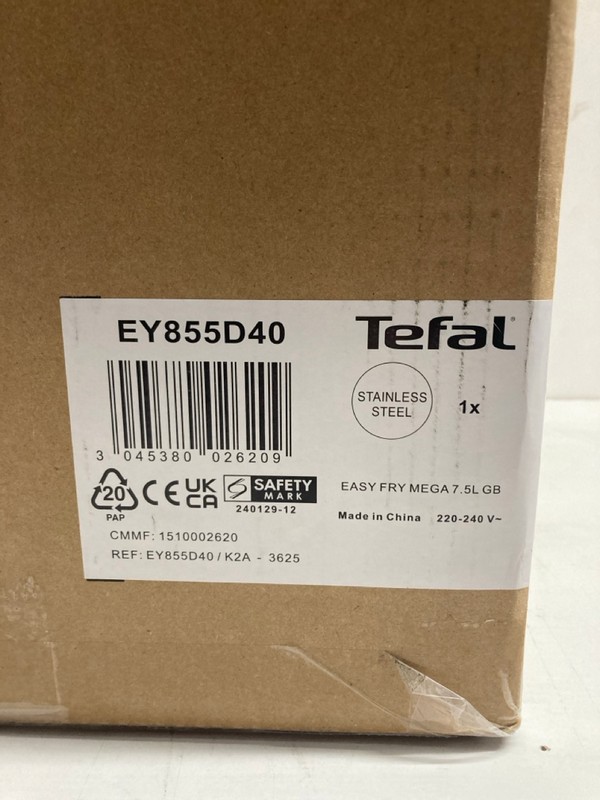 EY855D40
Tefal
STAINLESS
STEEL
1x
3 045380 026209
20
PAP
CE
UK
CA
S
SAFETY
MARK
240129-12
EASY FRY MEGA 7.5L GB
Made in China 220-240 V~
CMMF: 1510002620
REF: EY855D40 / K2A - 3625